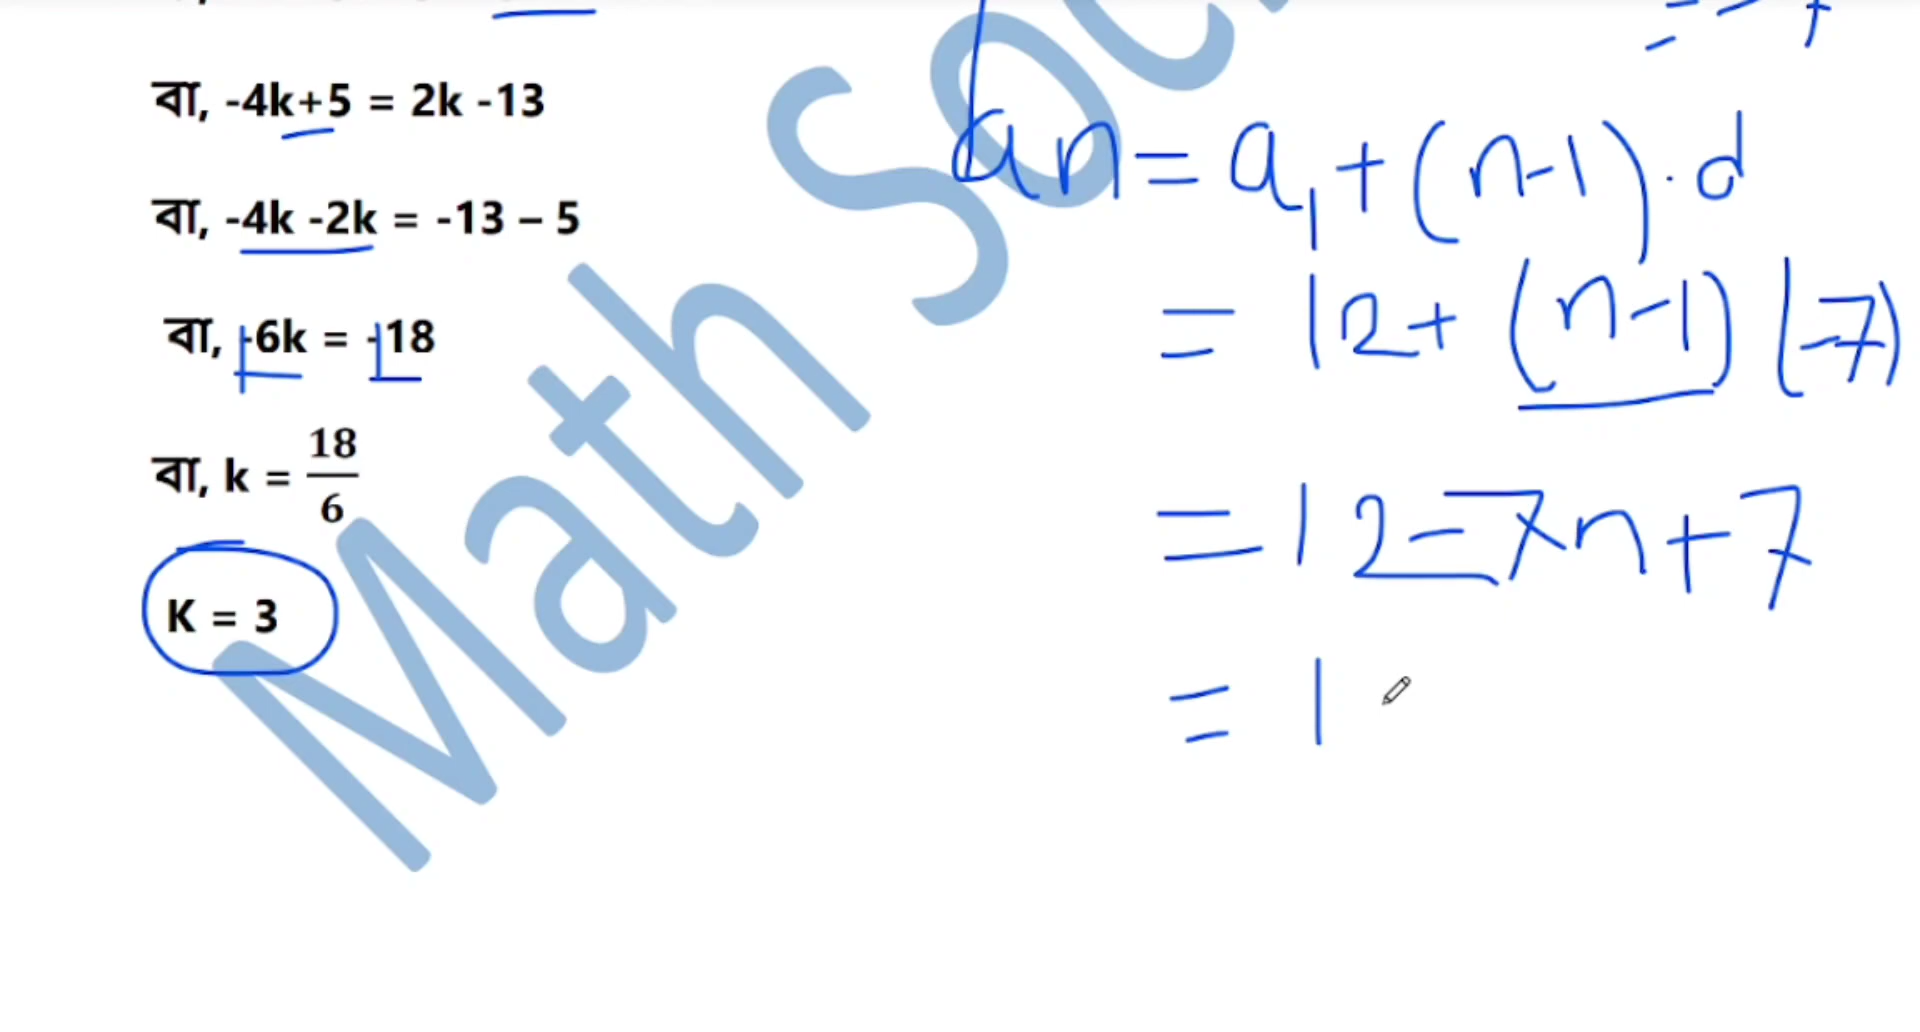 বা, -4k+5 = 2k -13
বা, -4k -2k = -13 – 5
বা, -6k = -18
বা, k = 18/6
K = 3
an = a₁ + (n-1) . d
= 12 + (n-1) (-7)
= 12 - 7n + 7
= 1
Math